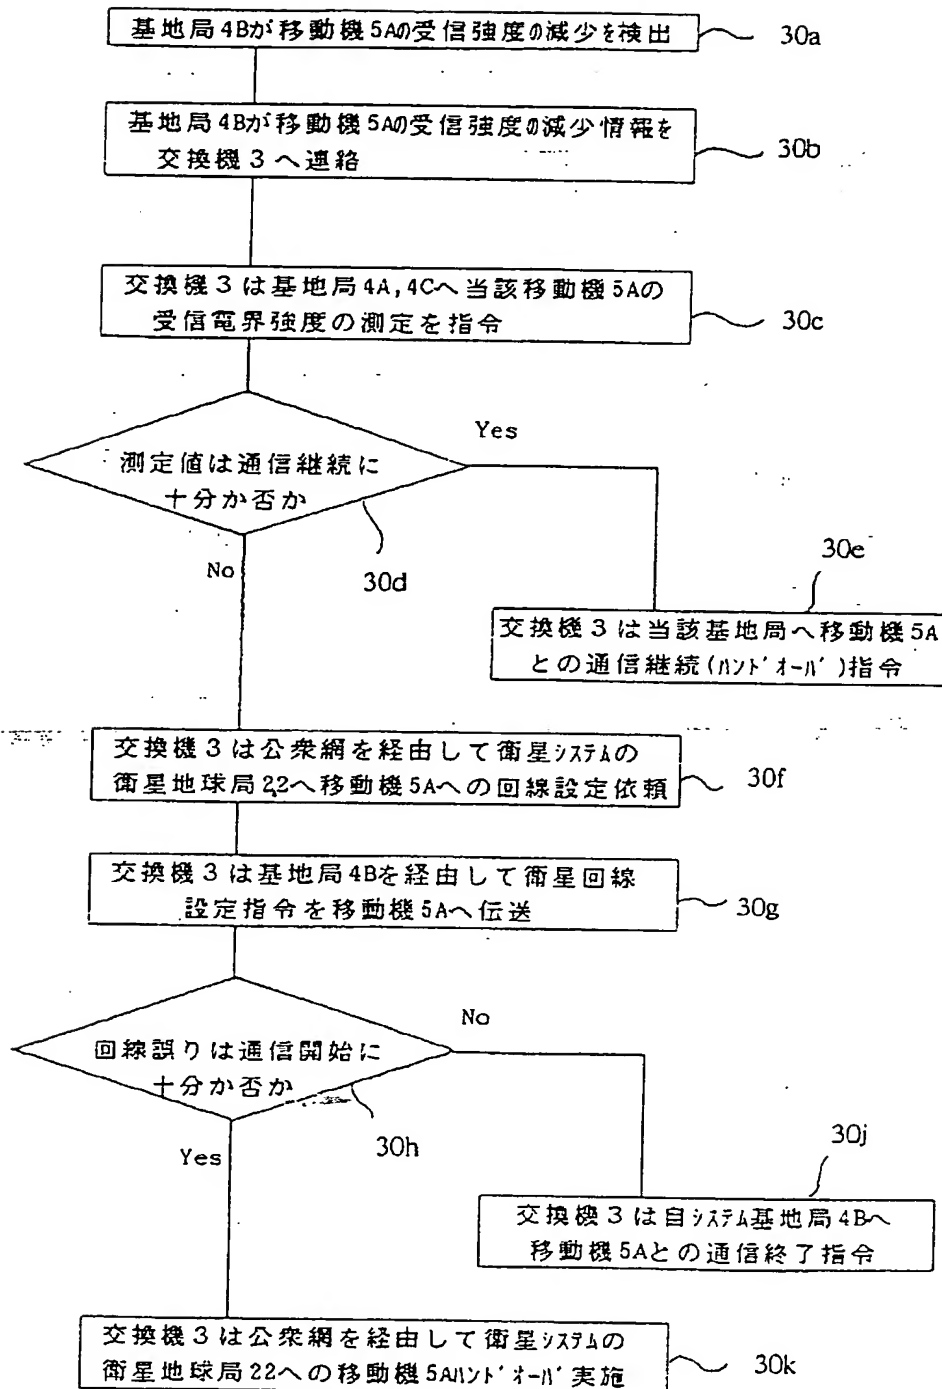 基地局4Bが移動機5Aの受信強度の減少を検出
30a
基地局4Bが移動機5Aの受信強度の減少情報を
交換機3へ連絡
30b
交換機3は基地局4A,4Cへ当該移動機5Aの
受信電界強度の測定を指令
30c
Yes
測定値は通信継続に
十分か否か
30d
No
30e
交換機3は当該基地局へ移動機5A
との通信継続(ﾊﾝﾄﾞｵｰﾊﾞ)指令
交換機3は公衆網を経由して衛星ｼｽﾃﾑの
衛星地球局22へ移動機5Aへの回線設定依頼
30f
交換機3は基地局4Bを経由して衛星回線
設定指令を移動機5Aへ伝送
30g
No
回線誤りは通信開始に
十分か否か
30h
Yes
30j
交換機3は自ｼｽﾃﾑ基地局4Bへ
移動機5Aとの通信終了指令
交換機3は公衆網を経由して衛星ｼｽﾃﾑの
衛星地球局22への移動機5Aﾊﾝﾄﾞｵｰﾊﾞ実施
30k